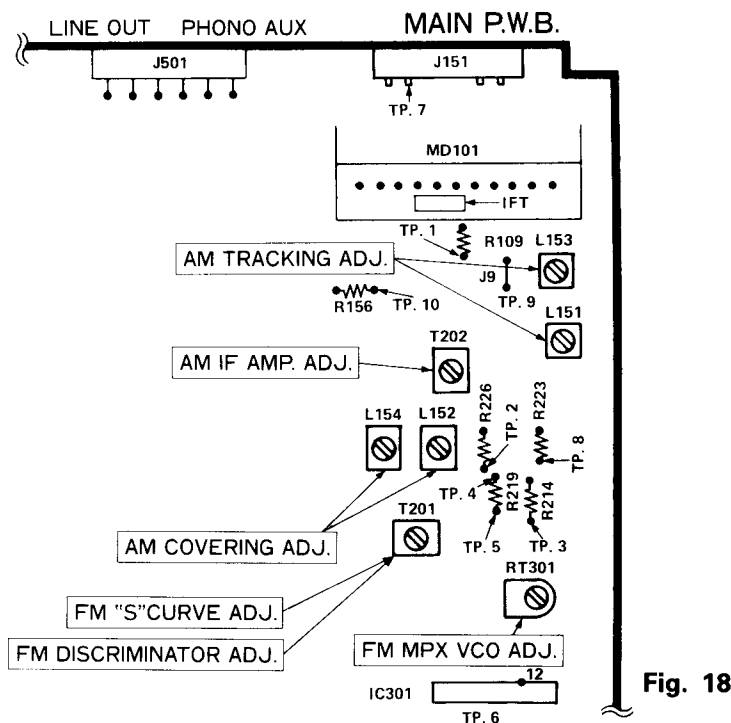 LINE OUT PHONO AUX MAIN P.W.B.
J501
J151
TP. 7
MD101
IFT
TP. 1
R109
L153
AM TRACKING ADJ.
J9
R156
TP. 10
TP. 9
L151
T202
AM IF AMP. ADJ.
R226
TP. 2
R223
L154
L152
TP. 8
TP. 4
R219
R214
T201
AM COVERING ADJ.
TP. 5
TP. 3
RT301
FM "S" CURVE ADJ.
FM DISCRIMINATOR ADJ.
FM MPX VCO ADJ.
12
IC301
TP. 6
Fig. 18